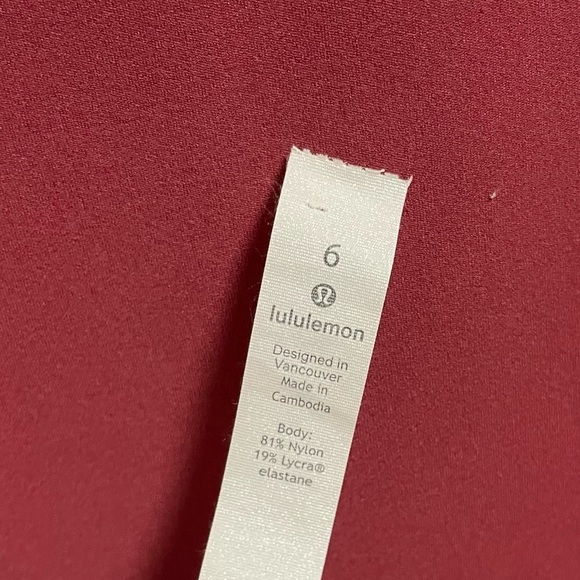 6
lululemon
Designed in
Vancouver
Made in
Cambodia
Body:
81% Nylon
19% Lycra®
elastane